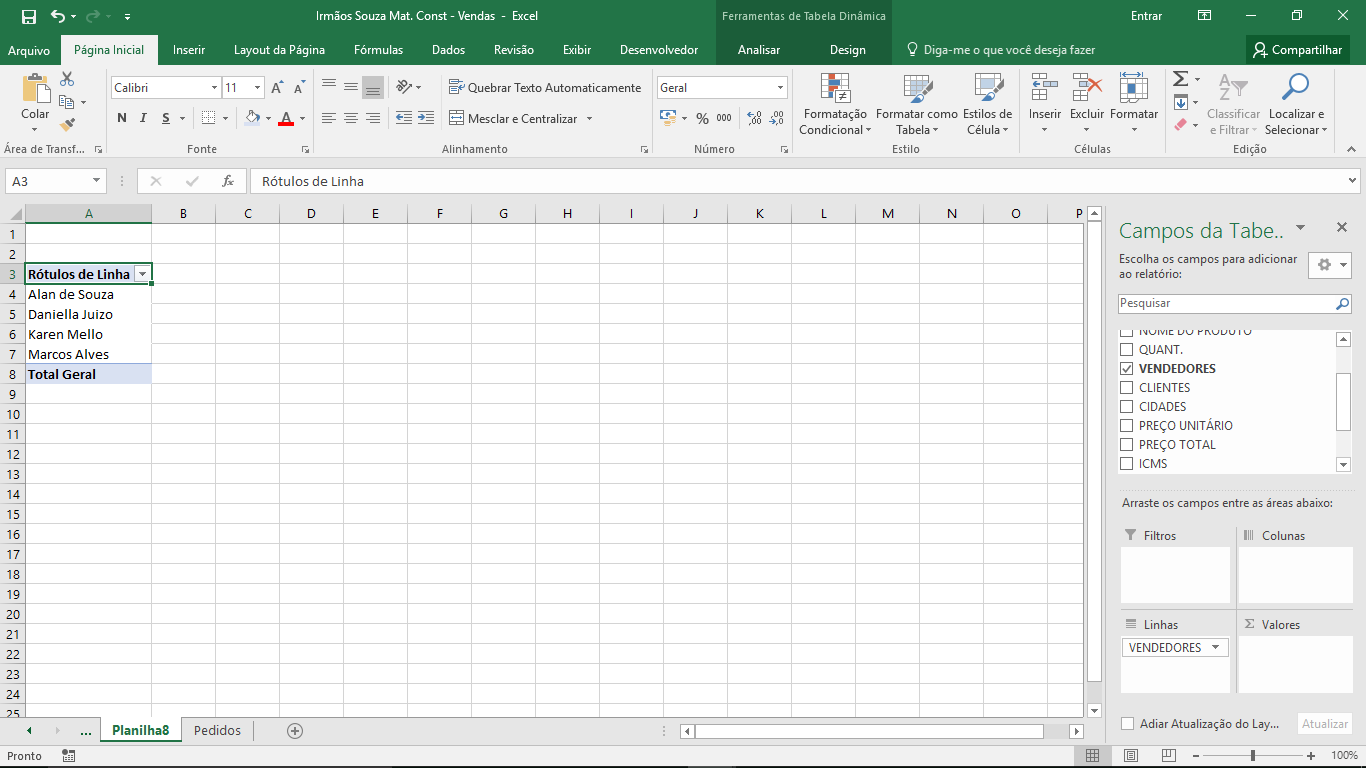 Irmãos Souza Mat. Const - Vendas - Excel
Ferramentas de Tabela Dinâmica
Entrar
Arquivo Página Inicial Inserir Layout da Página Fórmulas Dados Revisão Exibir Desenvolvedor Analisar Design Diga-me o que você deseja fazer Compartilhar
Colar
Área de Transf...
Calibri 11
N I S A A A
Fonte
Quebrar Texto Automaticamente
Mesclar e Centralizar
Alinhamento
Geral
% 000
Número
Formatação Condicional
Formatar como Tabela
Estilos de Célula
Estilo
Inserir Excluir Formatar
Células
Classificar e Filtrar
Localizar e Selecionar
Edição
A3 fx Rótulos de Linha
A B C D E F G H I J K L M N O P
1
2
3 Rótulos de Linha
4 Alan de Souza
5 Daniella Juizo
6 Karen Mello
7 Marcos Alves
8 Total Geral
9
10
11
12
13
14
15
16
17
18
19
20
21
22
23
24
25
Campos da Tabe..
Escolha os campos para adicionar
ao relatório:
Pesquisar
NOME DO PRODUTO
QUANT.
VENDEDORES
CLIENTES
CIDADES
PREÇO UNITÁRIO
PREÇO TOTAL
ICMS
Arraste os campos entre as áreas abaixo:
Filtros Colunas
Linhas Σ Valores
VENDEDORES
Adiar Atualização do Lay... Atualizar
... Planilha8 Pedidos
Pronto 100%